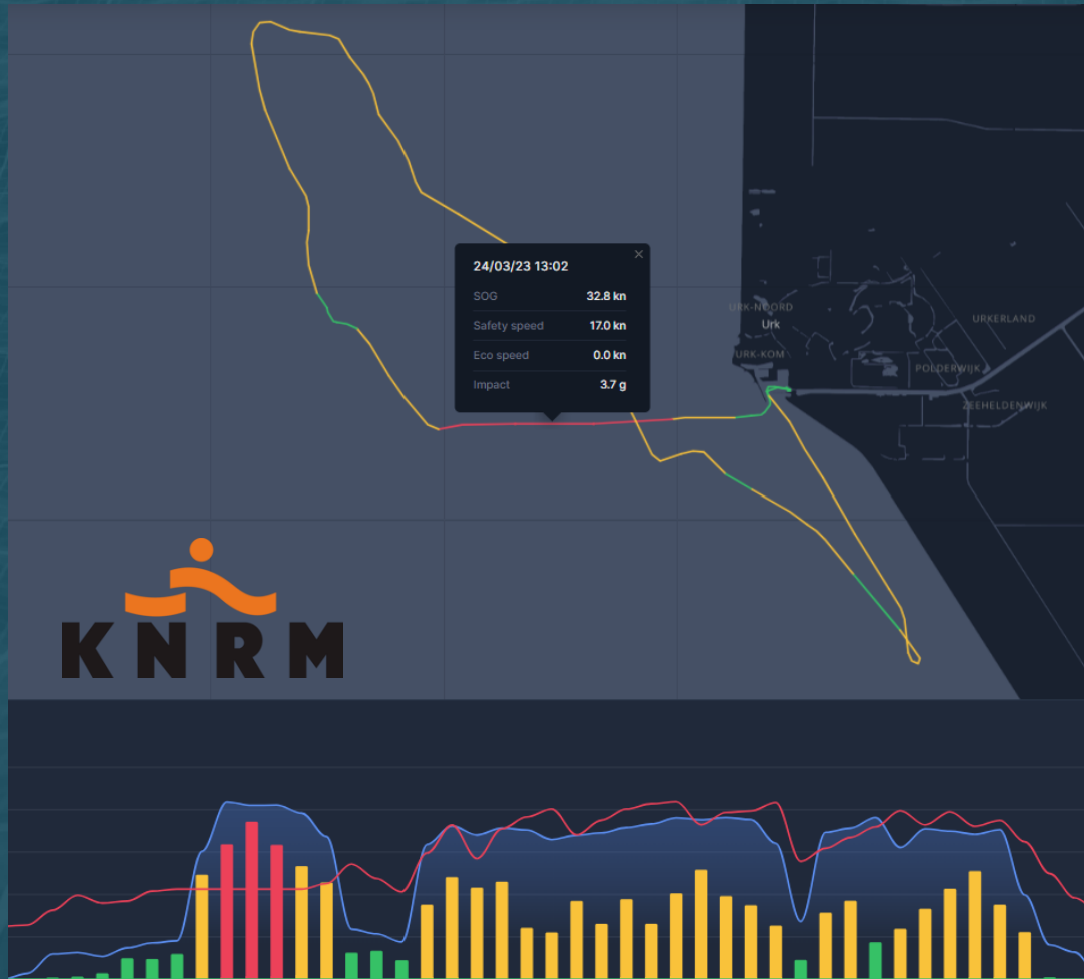 24/03/23 13:02
SOG 32.8 kn
Safety speed 17.0 kn
Eco speed 0.0 kn
Impact 3.7 g
URK-NOORD
Urk
URKERLAND
URK-KOM
POLDERWIJK
ZEEHELDENWIJK
KNRM